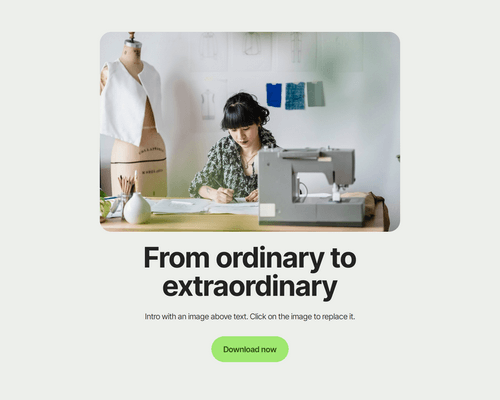 From ordinary to
extraordinary
Intro with an image above text. Click on the image to replace it.
Download now